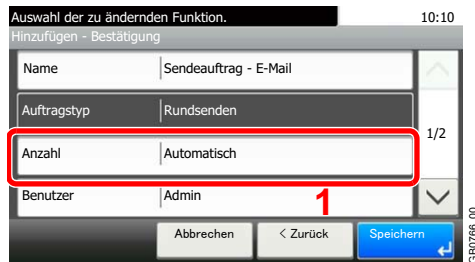 Auswahl der zu ändernden Funktion. 10:10
Hinzufügen - Bestätigung
Name Sendeauftrag - E-Mail
Auftragstyp Rundsenden
1/2
Anzahl Automatisch
Benutzer Admin
1
Abbrechen < Zurück Speichern
GB0766_00